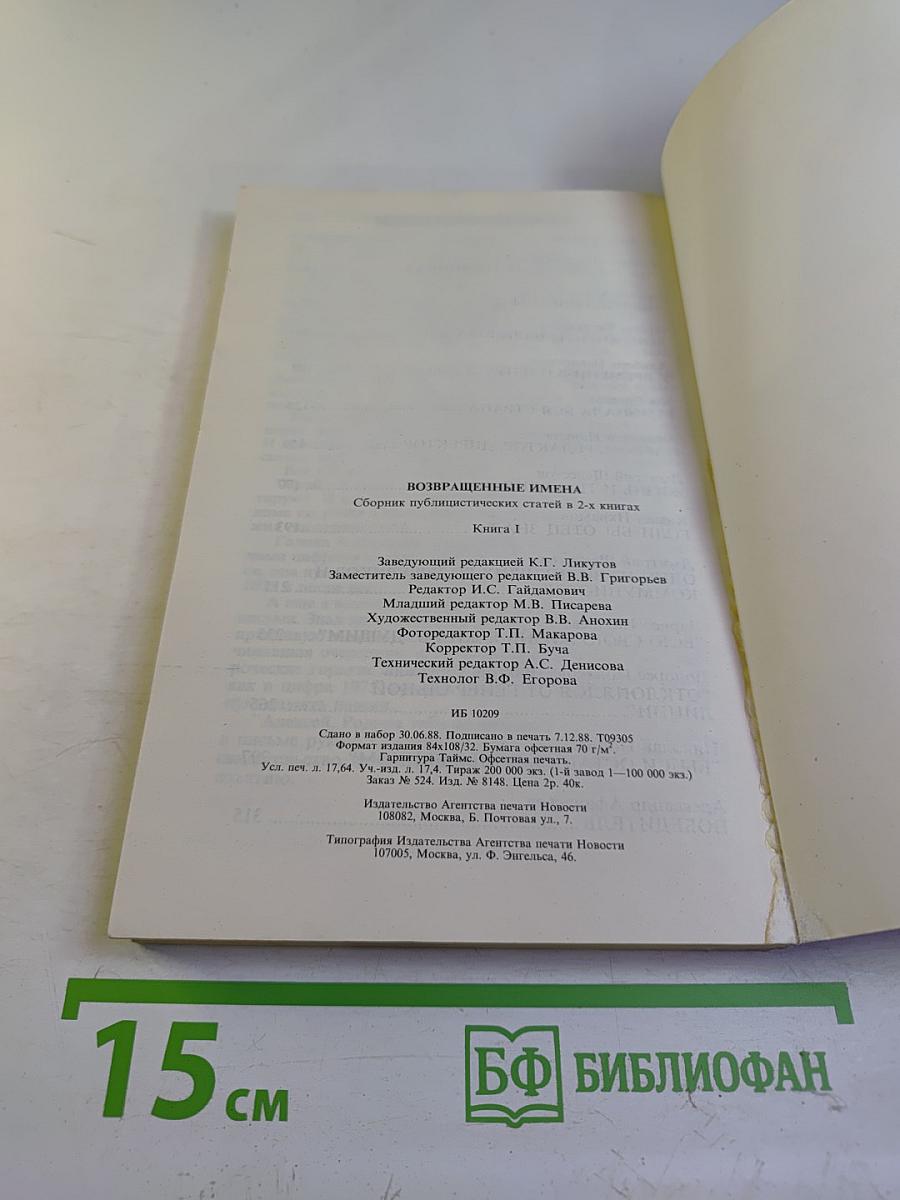 ВОЗВРАЩЕННЫЕ ИМЕНА
Сборник публицистических статей в 2-х книгах
Книга I
Заведующий редакцией К.Г. Ликутов
Заместитель заведующего редакцией В.В. Григорьев
Редактор И.С. Гайдамович
Младший редактор М.В. Писарева
Художественный редактор В.В. Анохин
Фоторедактор Т.П. Макарова
Корректор Т.П. Буча
Технический редактор А.С. Денисова
Технолог В.Ф. Егорова
ИБ 10209
Сдано в набор 30.06.88. Подписано в печать 7.12.88. Т09305
Формат издания 84х108/32. Бумага офсетная 70 г/м².
Гарнитура Таймс. Офсетная печать.
Усл. печ. л. 17,64. Уч.-изд. л. 17,4. Тираж 200 000 экз. (1-й завод 1—100 000 экз.)
Заказ № 524. Изд. № 8148. Цена 2р. 40к.
Издательство Агентства печати Новости
108082, Москва, Б. Почтовая ул., 7.
Типография Издательства Агентства печати Новости
107005, Москва, ул. Ф. Энгельса, 46.
15 см
БФ БИБЛИОФАН